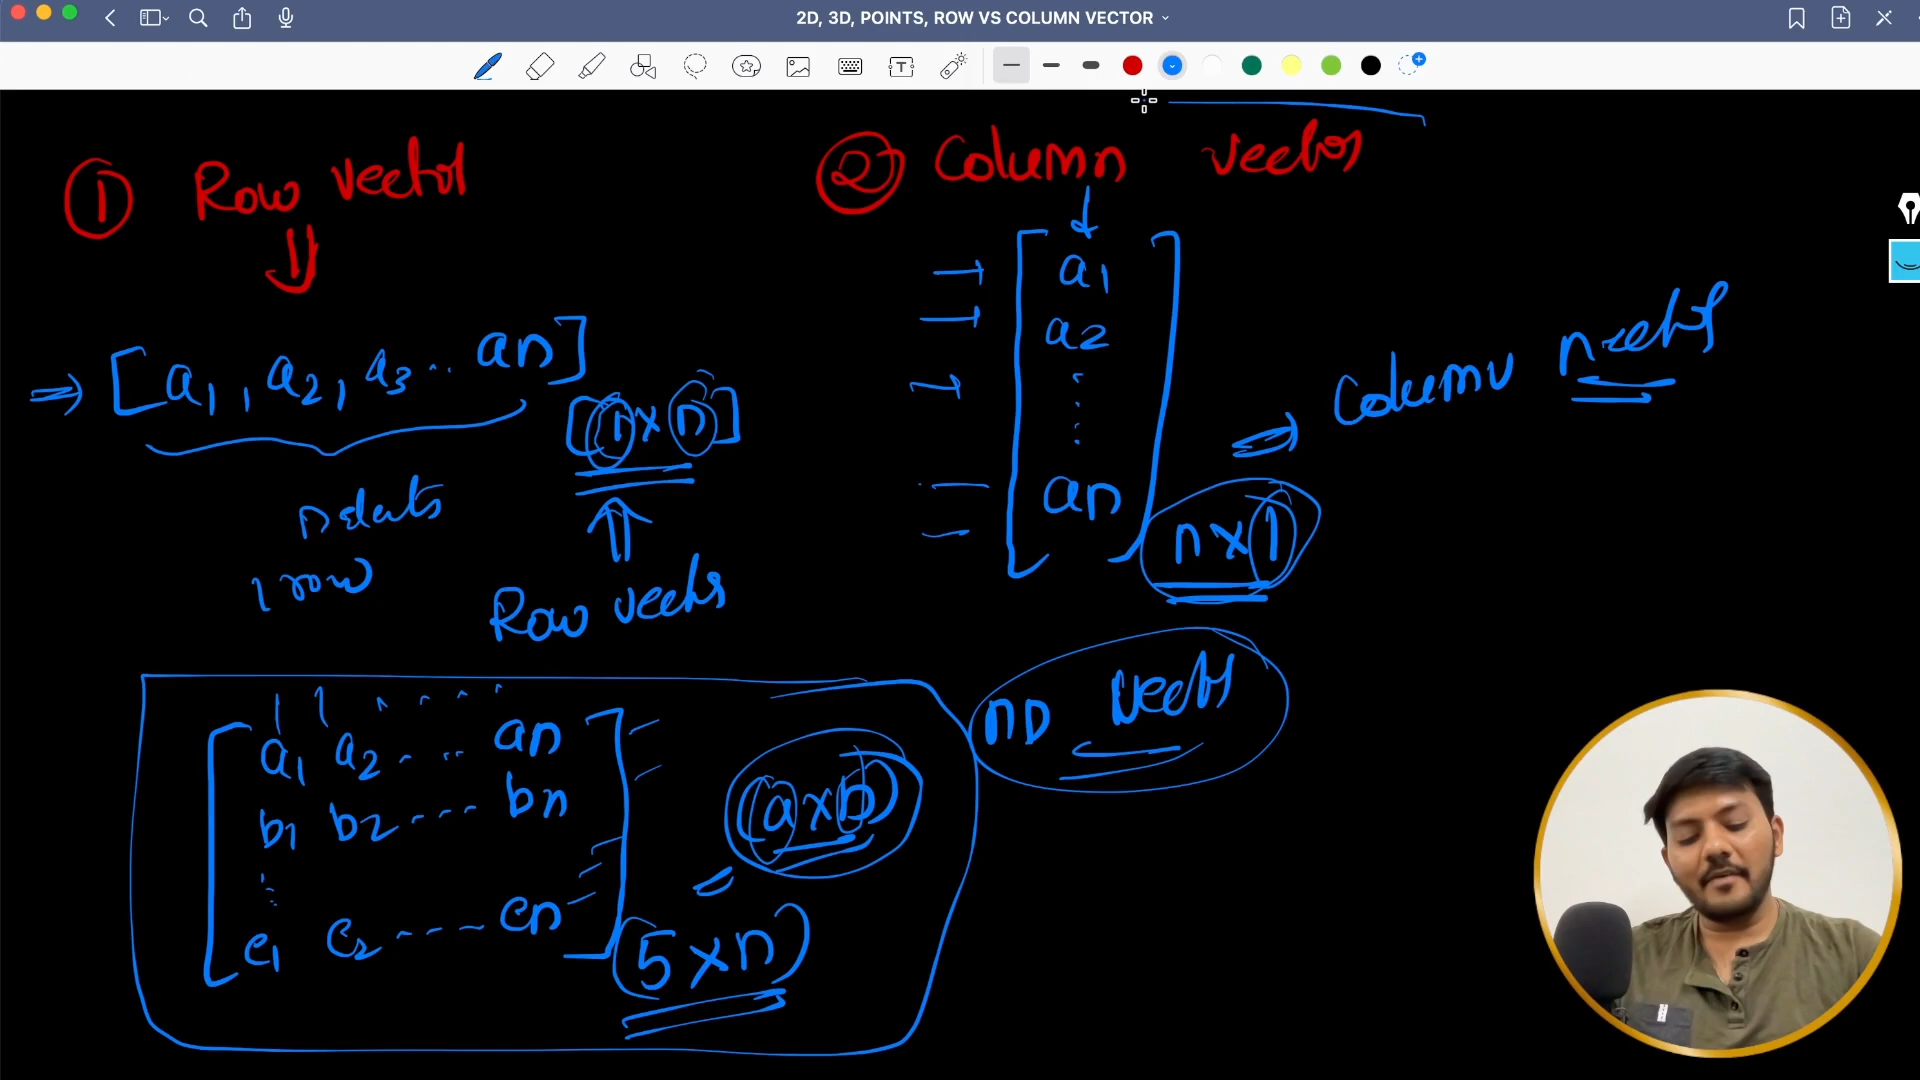 2D, 3D, POINTS, ROW VS COLUMN VECTOR
① Row vector
② Column vector
[a1, a2, a3 .. an]
[1 x n]
1 row
Row vector
a1
a2
⋮
an
n x 1
Column vector
nD vector
a1 a2 - .. an
b1 b2 ---- bn
⋮
e1 e2 ---- en
(a x b)
(5 x n)